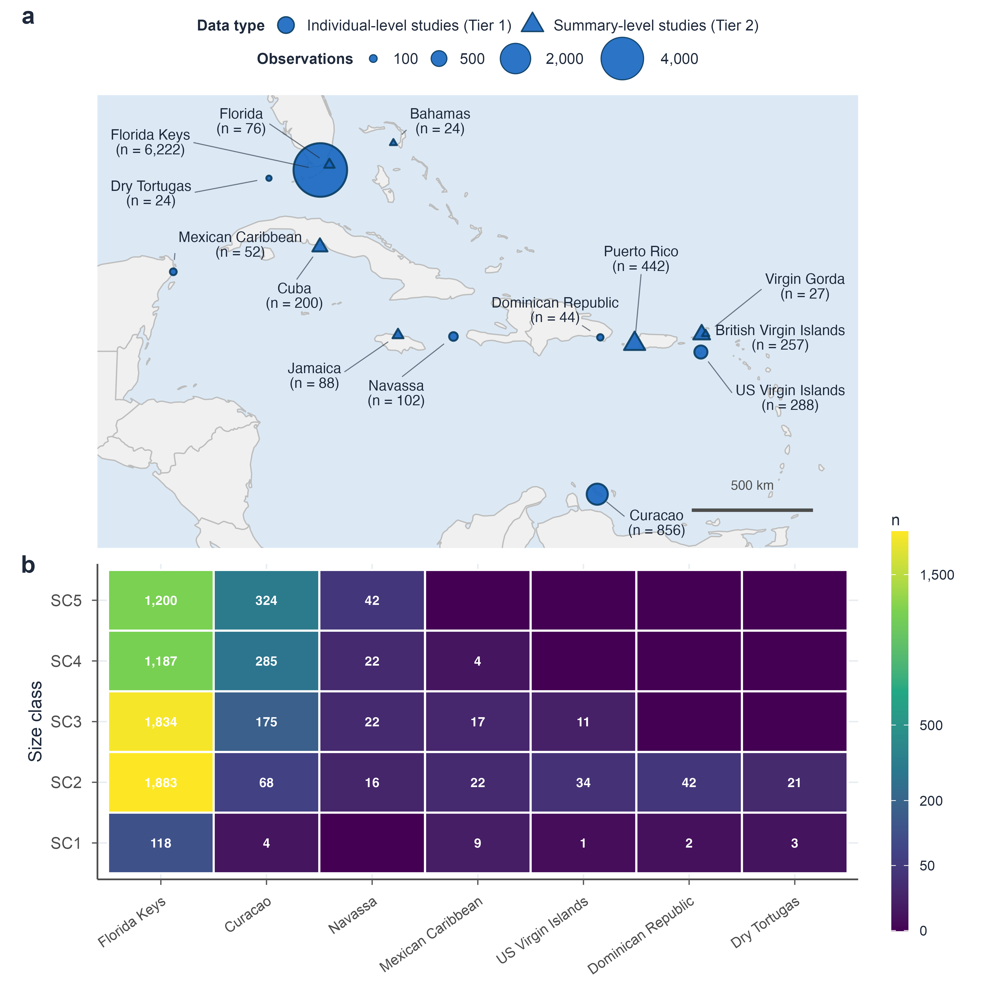 a
Data type Individual-level studies (Tier 1) Summary-level studies (Tier 2)
Observations 100 500 2,000 4,000
Florida
(n = 76)
Bahamas
(n = 24)
Florida Keys
(n = 6,222)
Dry Tortugas
(n = 24)
Mexican Caribbean
(n = 52)
Cuba
(n = 200)
Puerto Rico
(n = 442)
Virgin Gorda
(n = 27)
Dominican Republic
(n = 44)
British Virgin Islands
(n = 257)
Jamaica
(n = 88)
Navassa
(n = 102)
US Virgin Islands
(n = 288)
500 km
Curacao
(n = 856)
b
n
1,500
500
200
50
0
Size class
SC5 1,200 324 42
SC4 1,187 285 22 4
SC3 1,834 175 22 17 11
SC2 1,883 68 16 22 34 42 21
SC1 118 4 9 1 2 3
Florida Keys
Curacao
Navassa
Mexican Caribbean
US Virgin Islands
Dominican Republic
Dry Tortugas